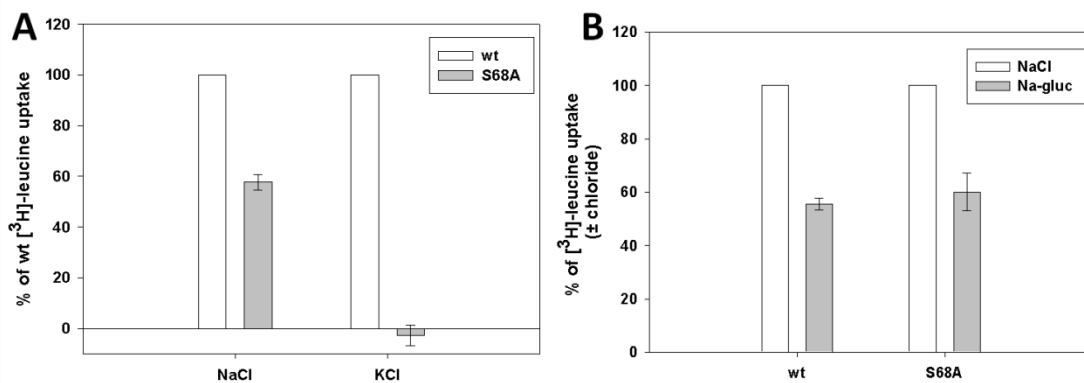 A
% of wt [³H]-leucine uptake
120
100
80
60
40
20
0
wt
S68A
NaCl
KCl
B
% of [³H]-leucine uptake
(± chloride)
120
100
80
60
40
20
0
NaCl
Na-gluc
wt
S68A